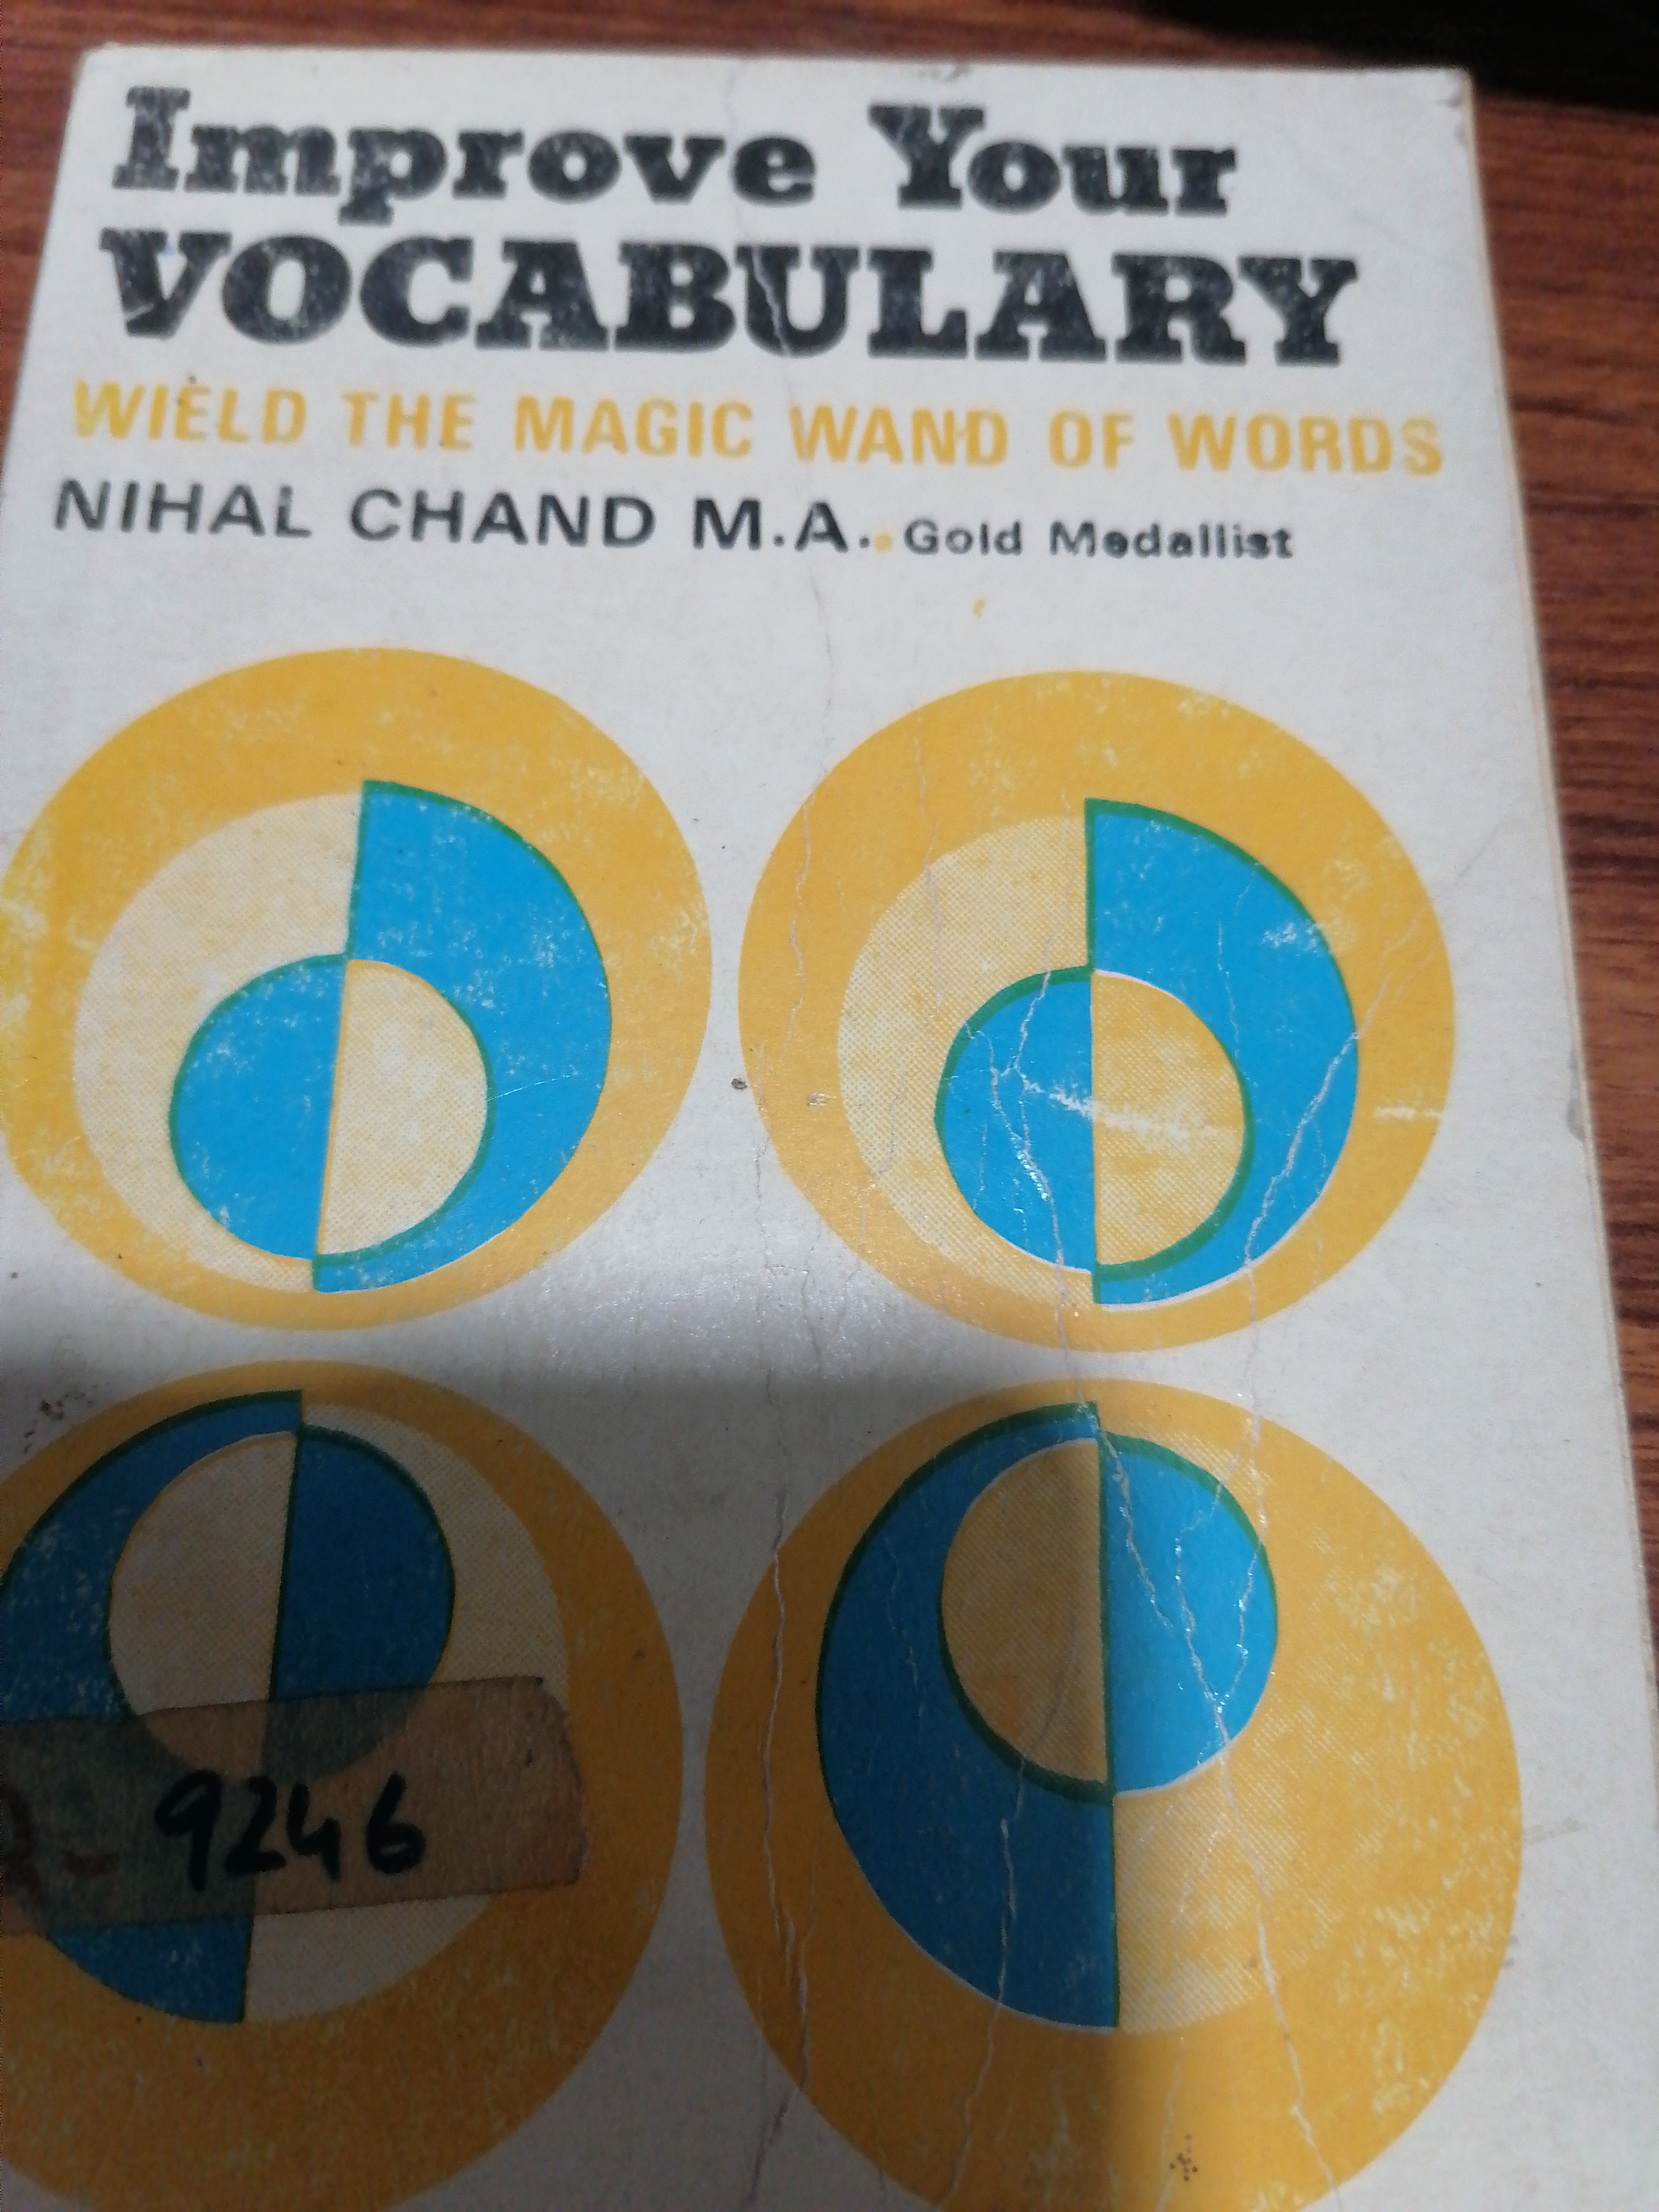 Improve Your
VOCABULARY
WIELD THE MAGIC WAND OF WORDS
NIHAL CHAND M.A. Gold Medallist
9246